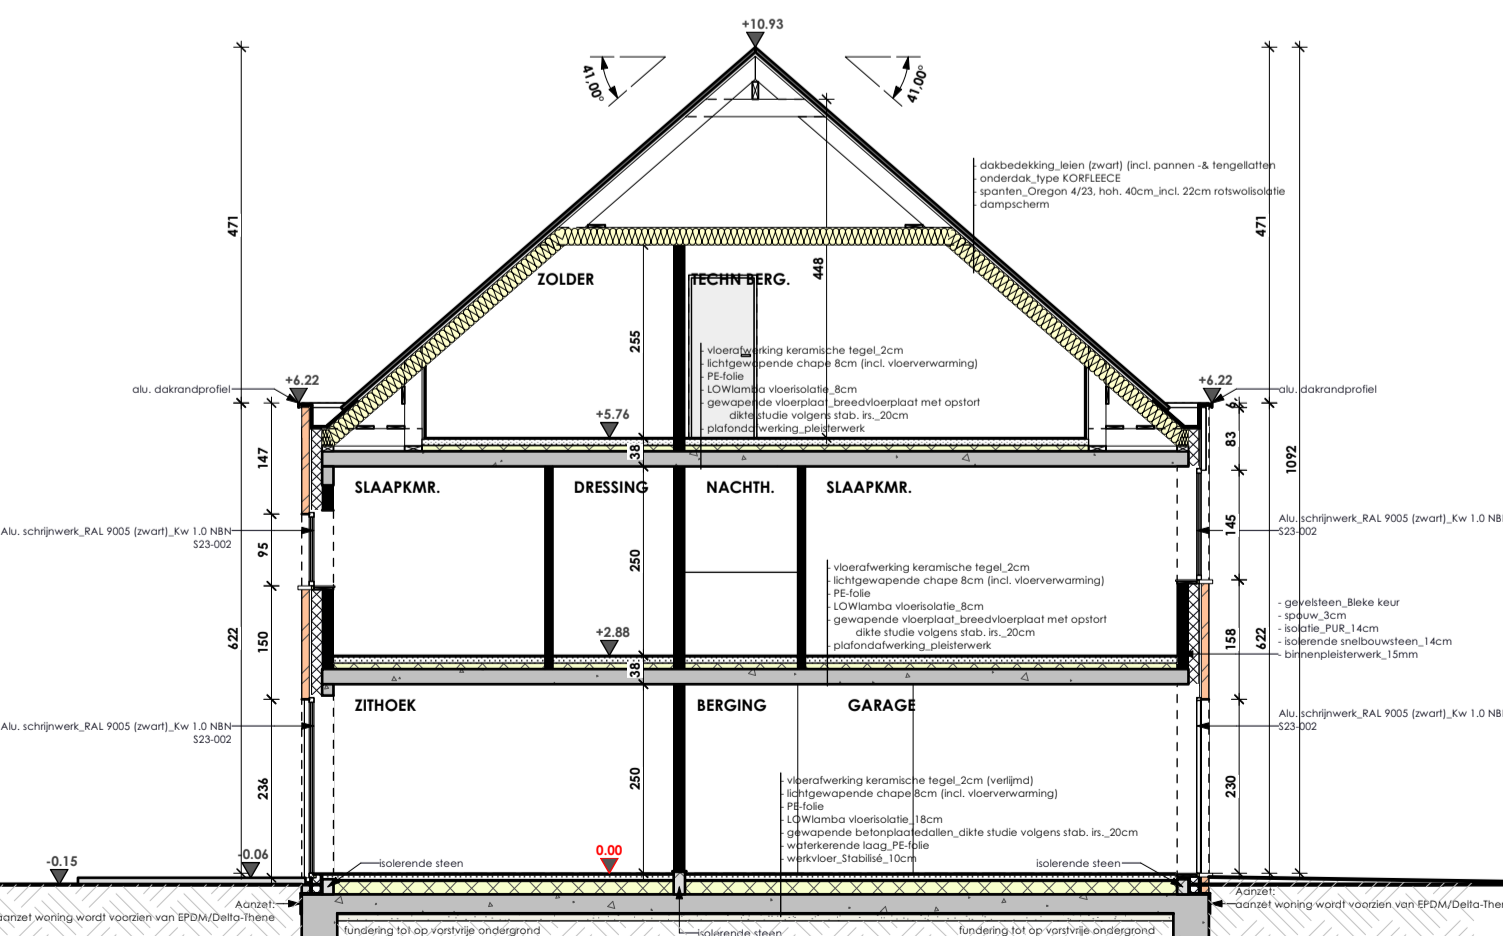 +10.93
41,00°
41,00°
- dakbedekking_leien (zwart) (incl. pannen -& tengellatten
- onderdak_type KORFLEECE
- spanten_Oregon 4/23, hoh. 40cm_incl. 22cm rotswolisolatie
- dampscherm
471
471
448
ZOLDER
TECHN BERG.
255
- vloerafwerking keramische tegel_2cm
- lichtgewapende chape 8cm (incl. vloerverwarming)
- PE-folie
- LOWlamba vloerisolatie_8cm
- gewapende vloerplaat_breedvloerplaat met opstort
dikte studie volgens stab. irs._20cm
- plafondafwerking_pleisterwerk
+6.22
alu. dakrandprofiel
+6.22
alu. dakrandprofiel
+5.76
38
6
83
147
1092
SLAAPKMR.
DRESSING
NACHTH.
SLAAPKMR.
Alu. schrijnwerk_RAL 9005 (zwart)_Kw 1.0 NBN
S23-002
95
250
145
Alu. schrijnwerk_RAL 9005 (zwart)_Kw 1.0 NB
S23-002
- vloerafwerking keramische tegel_2cm
- lichtgewapende chape 8cm (incl. vloerverwarming)
- PE-folie
- LOWlamba vloerisolatie_8cm
- gewapende vloerplaat_breedvloerplaat met opstort
dikte studie volgens stab. irs._20cm
- plafondafwerking_pleisterwerk
- gevelsteen_Bleke keur
- spouw_3cm
- isolatie_PUR_14cm
- isolerende snelbouwsteen_14cm
- binnenpleisterwerk_15mm
622
150
+2.88
38
158
622
ZITHOEK
BERGING
GARAGE
Alu. schrijnwerk_RAL 9005 (zwart)_Kw 1.0 NBN
S23-002
Alu. schrijnwerk_RAL 9005 (zwart)_Kw 1.0 NB
S23-002
236
250
230
- vloerafwerking keramische tegel_2cm (verlijmd)
- lichtgewapende chape 8cm (incl. vloerverwarming)
- PE-folie
- LOWlamba vloerisolatie_18cm
- gewapende betonplaatedallen_dikte studie volgens stab. irs._20cm
- waterkerende laag_PE-folie
- werkvloer_Stabilisé_10cm
-0.15
-0.06
0.00
isolerende steen
isolerende steen
Aanzet:
aanzet woning wordt voorzien van EPDM/Delta-Thene
Aanzet:
aanzet woning wordt voorzien van EPDM/Delta-Ther
fundering tot op vorstvrije ondergrond
isolerende steen
fundering tot op vorstvrije ondergrond